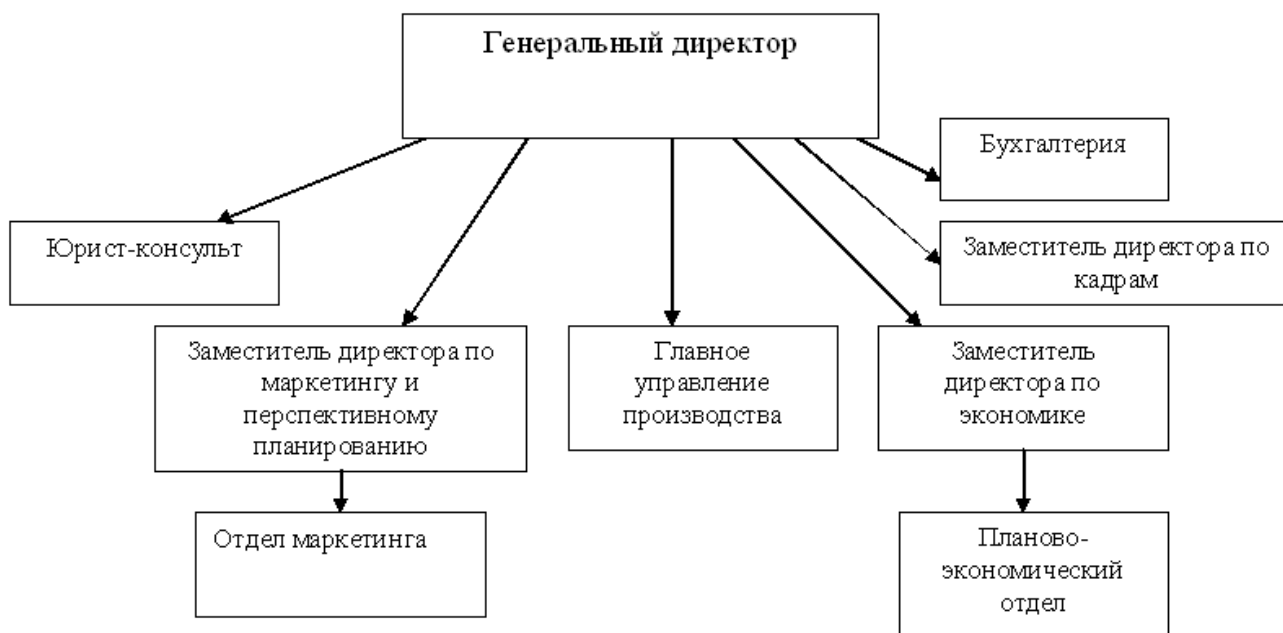 Генеральный директор
Бухгалтерия
Юрист-консульт
Заместитель директора по
кадрам
Заместитель директора по
маркетингу и
перспективному
планированию
Главное
управление
производства
Заместитель
директора по
экономике
Отдел маркетинга
Планово-
экономический
отдел